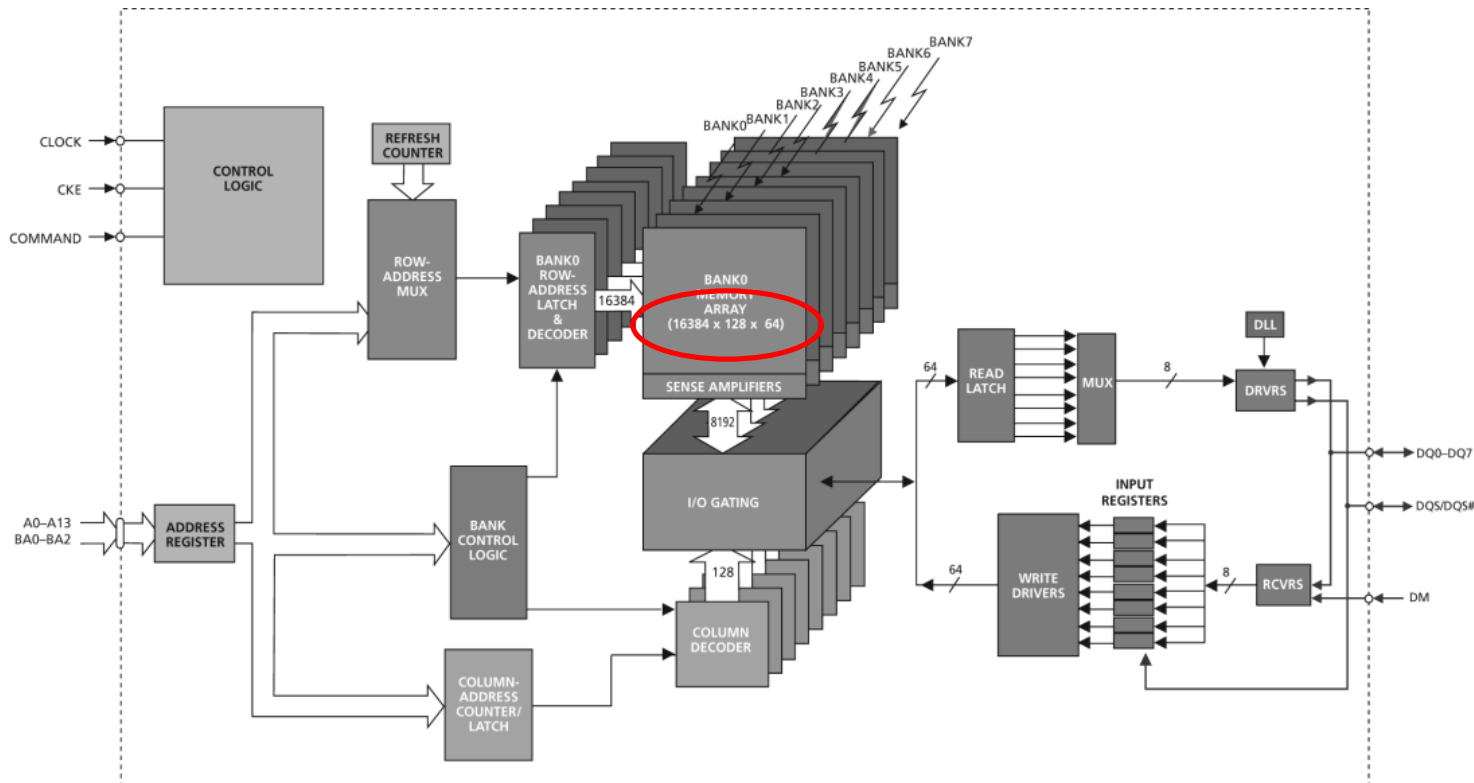 BANK7
BANK6
BANK5
BANK4
BANK3
BANK2
BANK1
BANK0
CLOCK
CKE
COMMAND
CONTROL
LOGIC
REFRESH
COUNTER
ROW-
ADDRESS
MUX
BANK0
ROW-
ADDRESS
LATCH
&
DECODER
16384
BANK0
MEMORY
ARRAY
(16384 x 128 x 64)
SENSE AMPLIFIERS
8192
I/O GATING
64
READ
LATCH
MUX
8
DLL
DRVRS
DQ0–DQ7
DQS/DQS#
A0–A13
BA0–BA2
ADDRESS
REGISTER
BANK
CONTROL
LOGIC
128
COLUMN
DECODER
COLUMN-
ADDRESS
COUNTER/
LATCH
64
WRITE
DRIVERS
INPUT
REGISTERS
8
RCVRS
DM